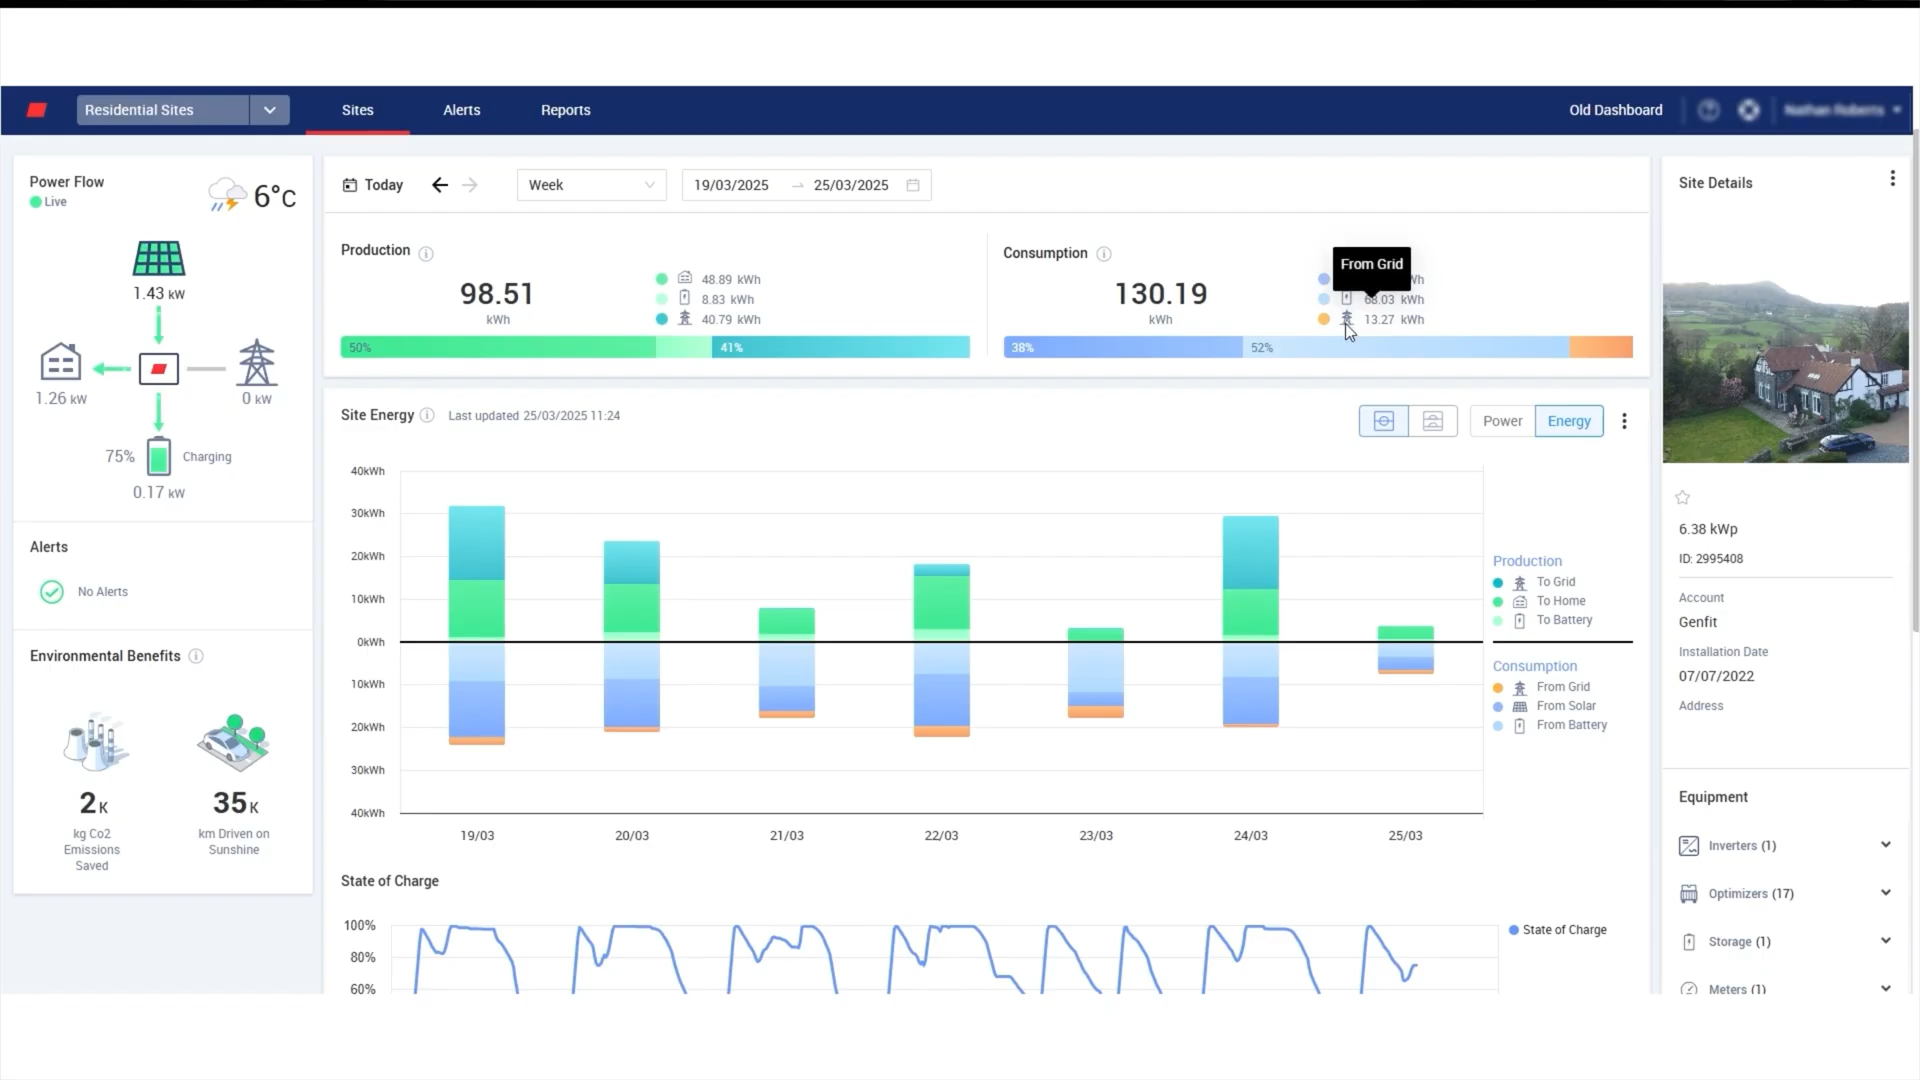 Residential Sites
Sites
Alerts
Reports
Old Dashboard
Power Flow
Live
6°C
1.43 kW
1.26 kW
0 kW
75%
Charging
0.17 kW
Alerts
No Alerts
Environmental Benefits
2 K
kg Co2
Emissions
Saved
35 K
km Driven on
Sunshine
Today
Week
19/03/2025
25/03/2025
Production
98.51
kWh
48.89 kWh
8.83 kWh
40.79 kWh
50%
41%
Consumption
130.19
kWh
From Grid
68.03 kWh
13.27 kWh
38%
52%
Site Energy
Last updated 25/03/2025 11:24
Power
Energy
40kWh
30kWh
20kWh
10kWh
0kWh
10kWh
20kWh
30kWh
40kWh
19/03
20/03
21/03
22/03
23/03
24/03
25/03
Production
To Grid
To Home
To Battery
Consumption
From Grid
From Solar
From Battery
State of Charge
100%
80%
60%
State of Charge
Site Details
6.38 kWp
ID: 2995408
Account
Genfit
Installation Date
07/07/2022
Address
Equipment
Inverters (1)
Optimizers (17)
Storage (1)
Meters (1)